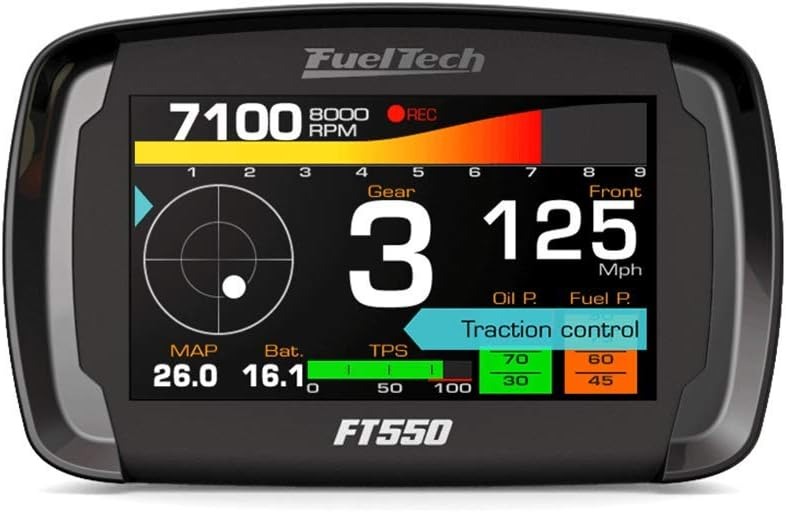 FuelTech
7100 8000 RPM REC
1 2 3 4 5 6 7 8 9
Gear Front
3 125
Mph
Oil P. Fuel P.
Traction control
MAP Bat. TPS
26.0 16.1
0 50 100
70 60
30 45
FT550